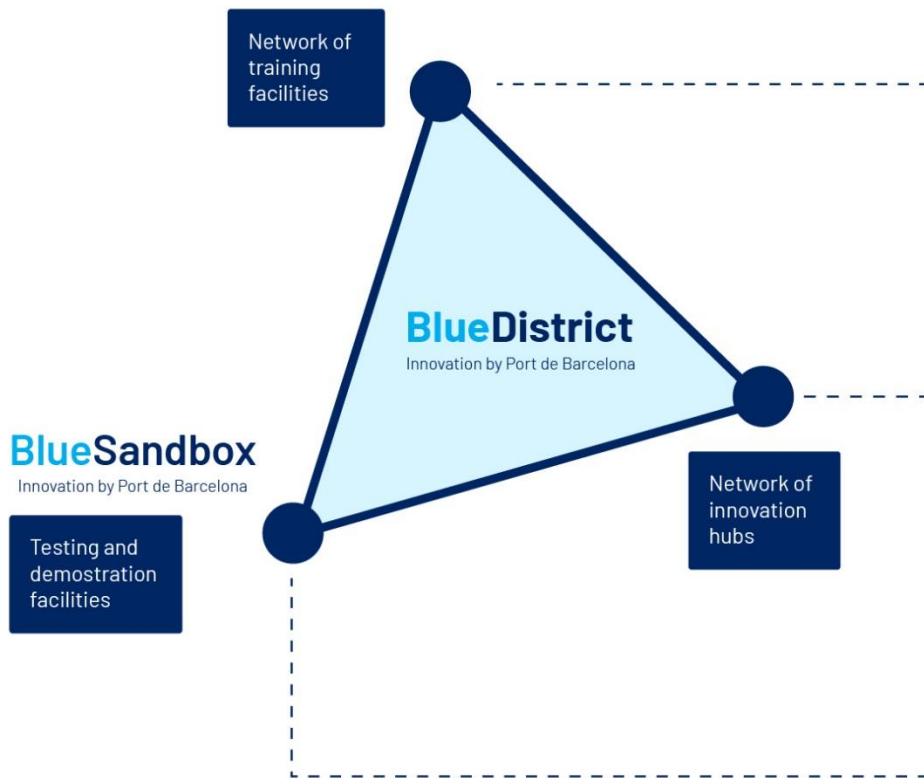 Network of
training
facilities
BlueDistrict
Innovation by Port de Barcelona
BlueSandbox
Innovation by Port de Barcelona
Network of
innovation
hubs
Testing and
demostration
facilities